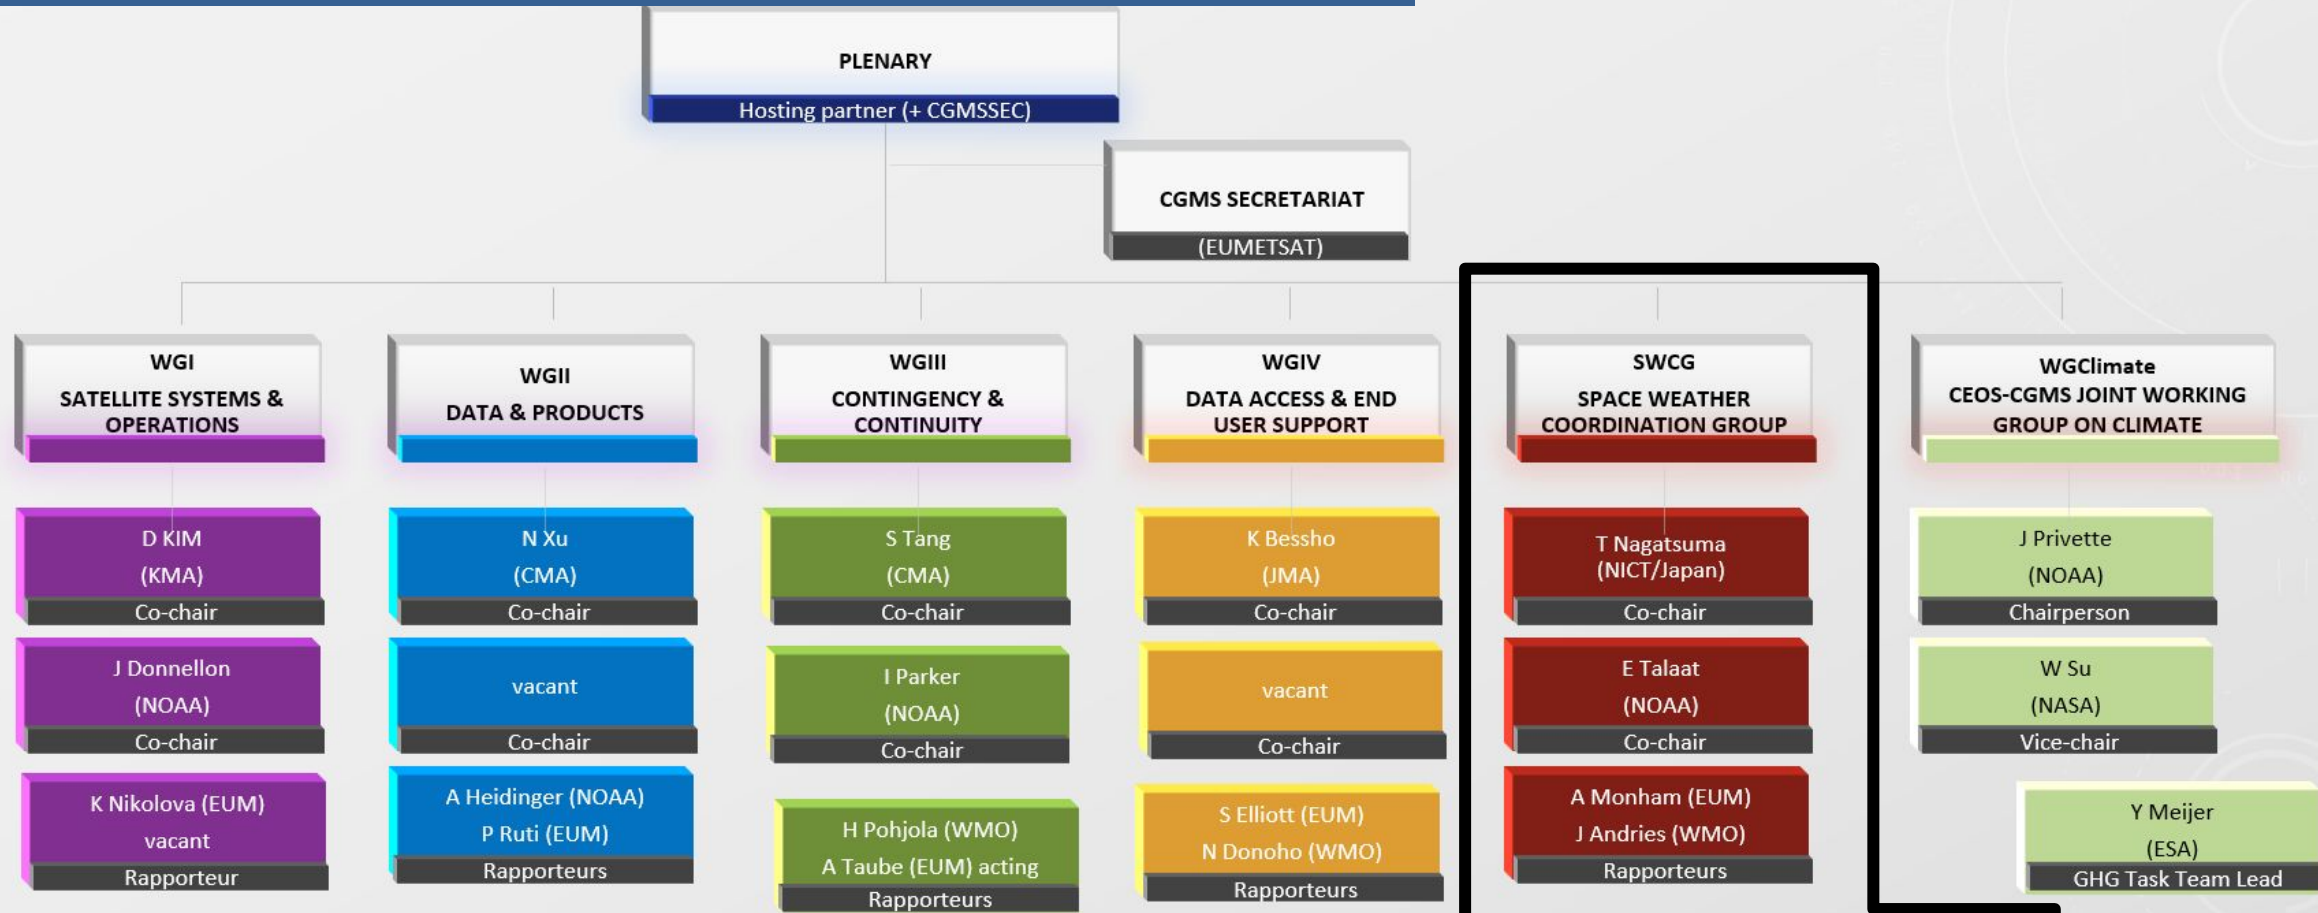 PLENARY
Hosting partner (+ CGMSSEC)
CGMS SECRETARIAT
(EUMETSAT)
WGI
SATELLITE SYSTEMS &
OPERATIONS
D KIM
(KMA)
Co-chair
J Donnellon
(NOAA)
Co-chair
K Nikolova (EUM)
vacant
Rapporteur
WGII
DATA & PRODUCTS
N Xu
(CMA)
Co-chair
vacant
Co-chair
A Heidinger (NOAA)
P Ruti (EUM)
Rapporteurs
WGIII
CONTINGENCY &
CONTINUITY
S Tang
(CMA)
Co-chair
I Parker
(NOAA)
Co-chair
H Pohjola (WMO)
A Taube (EUM) acting
Rapporteurs
WGIV
DATA ACCESS & END
USER SUPPORT
K Bessho
(JMA)
Co-chair
vacant
Co-chair
S Elliott (EUM)
N Donoho (WMO)
Rapporteurs
SWCG
SPACE WEATHER
COORDINATION GROUP
T Nagatsuma
(NICT/Japan)
Co-chair
E Talaat
(NOAA)
Co-chair
A Monham (EUM)
J Andries (WMO)
Rapporteurs
WGClimate
CEOS-CGMS JOINT WORKING
GROUP ON CLIMATE
J Privette
(NOAA)
Chairperson
W Su
(NASA)
Vice-chair
Y Meijer
(ESA)
GHG Task Team Lead